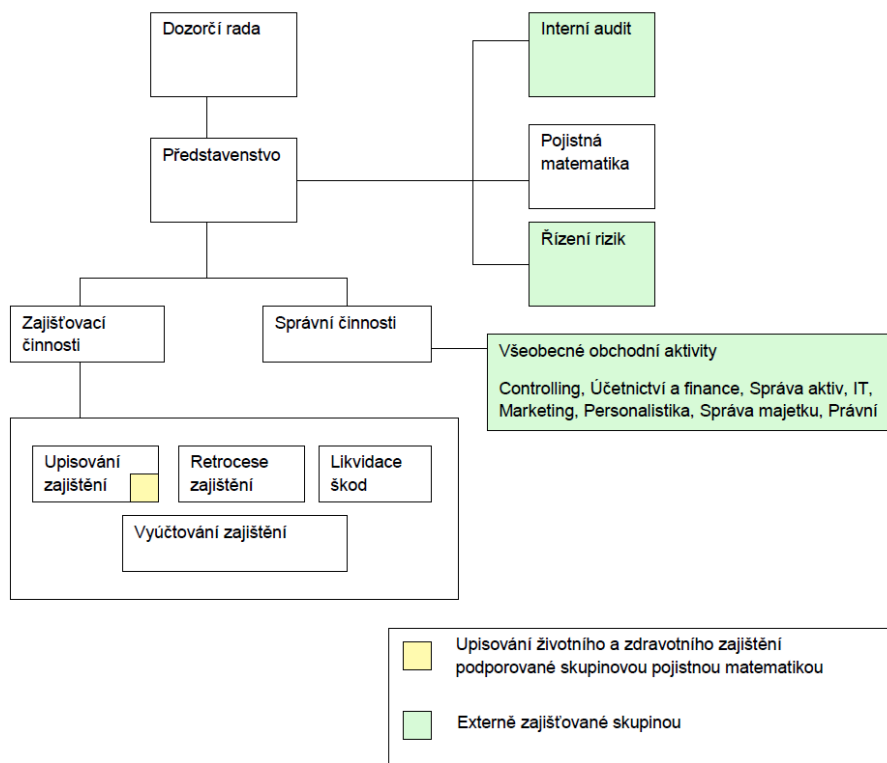 Dozorčí rada
Interní audit
Představenstvo
Pojistná
matematika
Řízení rizik
Zajišťovací
činnosti
Správní činnosti
Všeobecné obchodní aktivity
Controlling, Účetnictví a finance, Správa aktiv, IT,
Marketing, Personalistika, Správa majetku, Právní
Upisování
zajištění
Retrocese
zajištění
Likvidace
škod
Vyúčtování zajištění
Upisování životního a zdravotního zajištění
podporované skupinovou pojistnou matematikou
Externě zajišťované skupinou